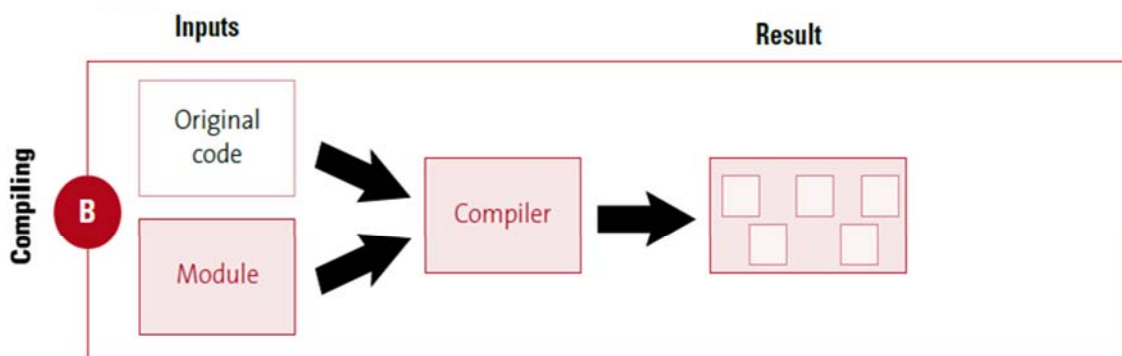 Inputs
Result
Compiling
B
Original
code
Module
Compiler